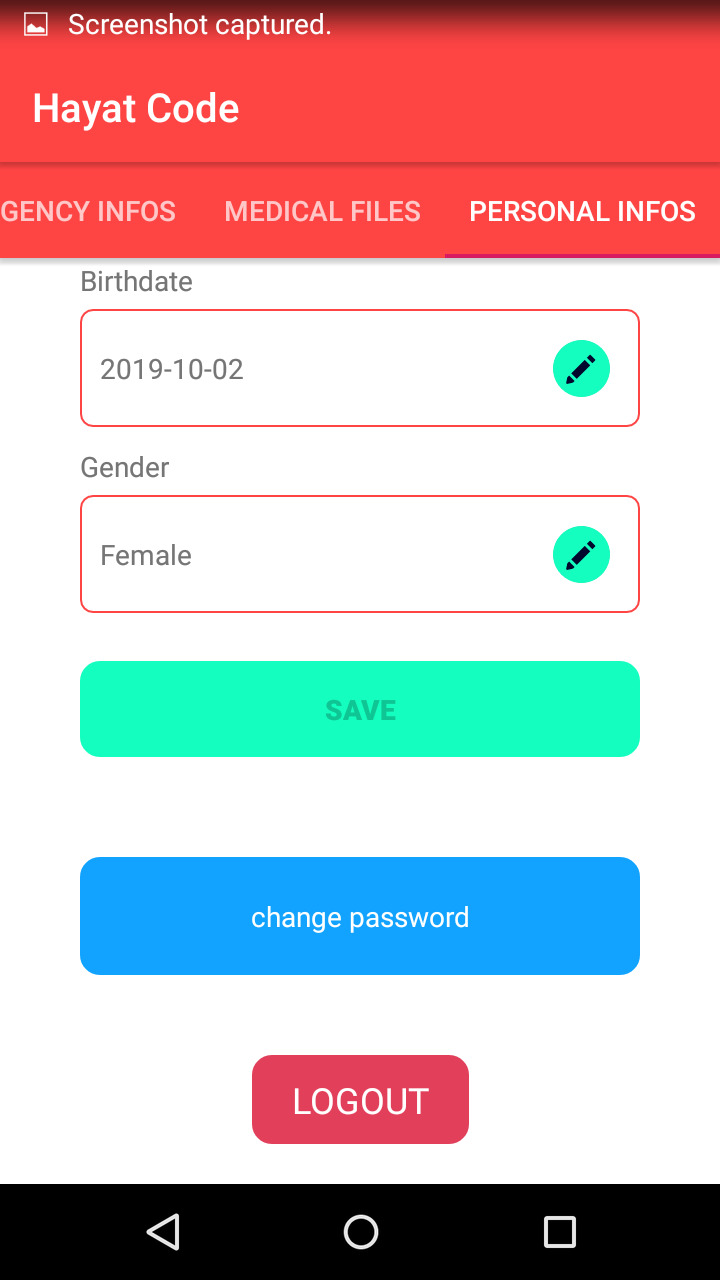 Screenshot captured.
Hayat Code
GENCY INFOS MEDICAL FILES PERSONAL INFOS
Birthdate
2019-10-02
Gender
Female
SAVE
change password
LOGOUT